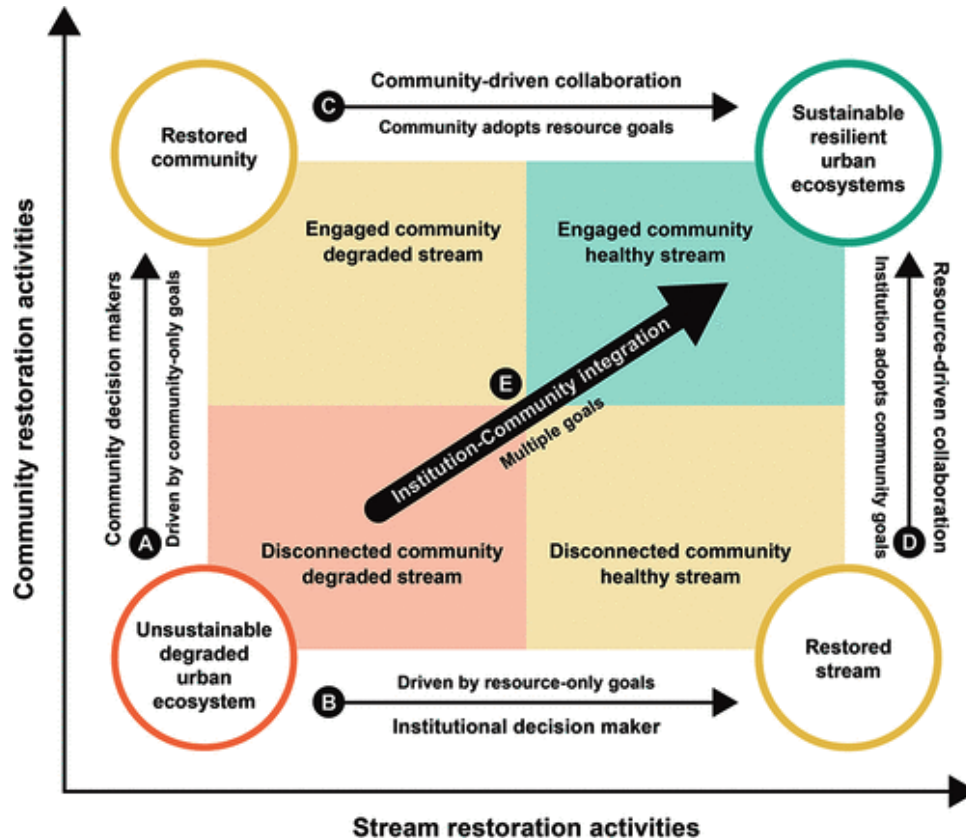 Community restoration activities
Restored
community
C
Community-driven collaboration
Community adopts resource goals
Sustainable
resilient
urban
ecosystems
Engaged community
degraded stream
Engaged community
healthy stream
Community decision makers
Driven by community-only goals
A
E
Institution-Community integration
Multiple goals
Resource-driven collaboration
Institution adopts community goals
D
Disconnected community
degraded stream
Disconnected community
healthy stream
Unsustainable
degraded
urban
ecosystem
B
Driven by resource-only goals
Institutional decision maker
Restored
stream
Stream restoration activities